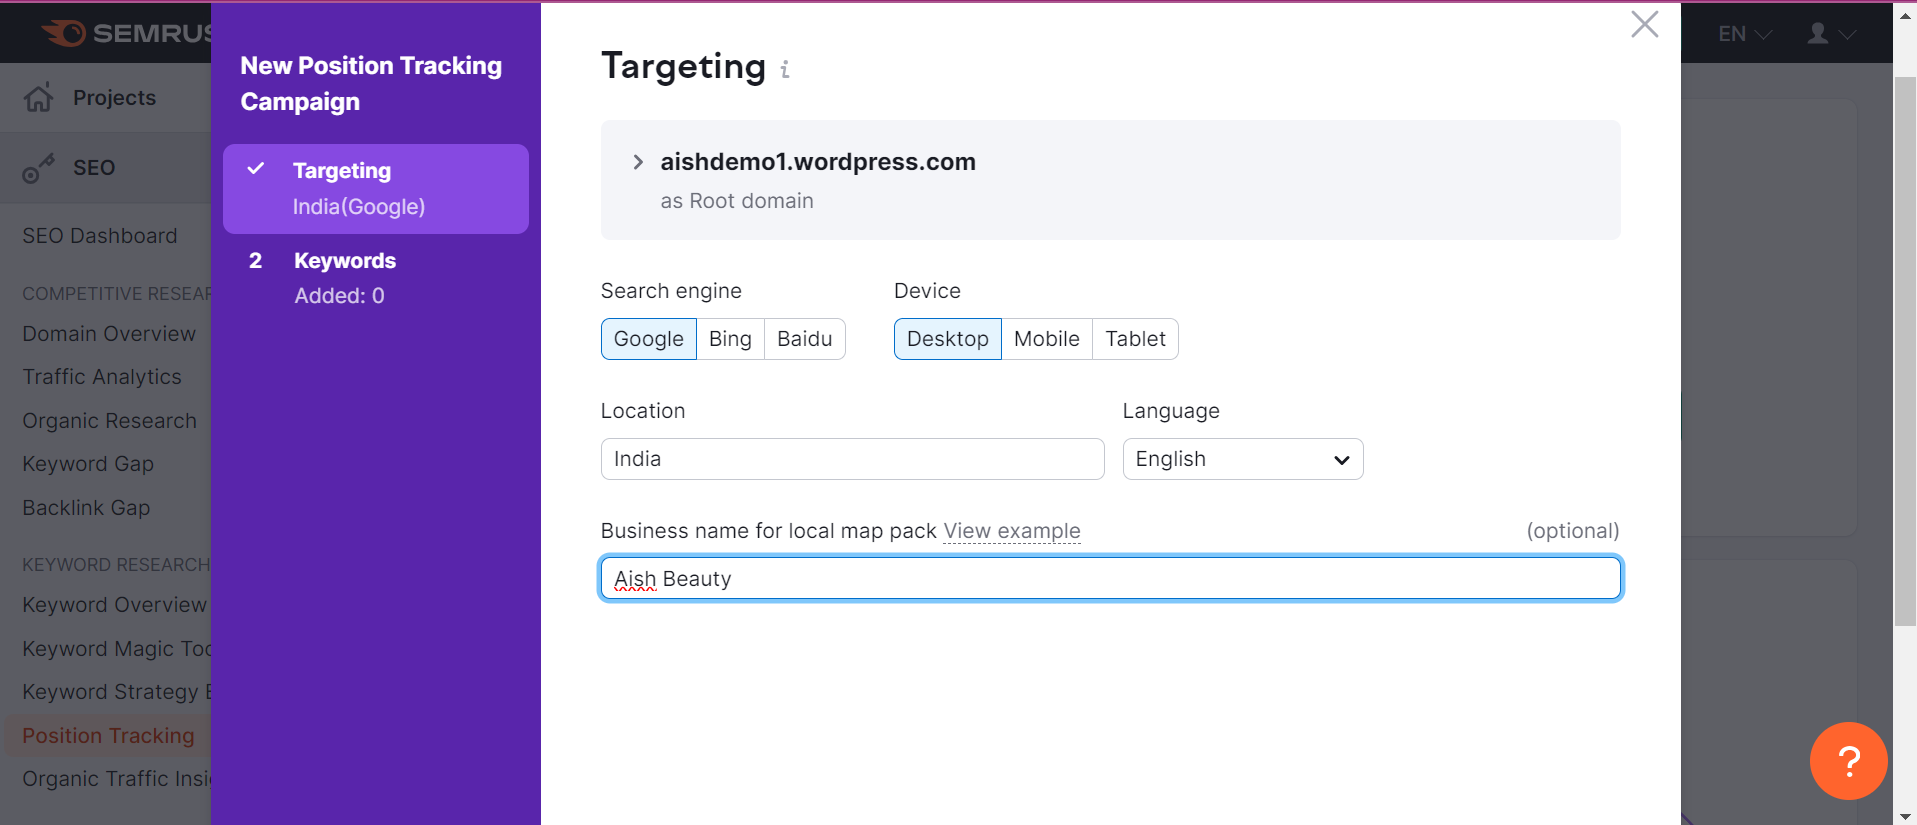 SEMRUS
EN
Projects
SEO
SEO Dashboard
COMPETITIVE RESEAR
Domain Overview
Traffic Analytics
Organic Research
Keyword Gap
Backlink Gap
KEYWORD RESEARCH
Keyword Overview
Keyword Magic Too
Keyword Strategy B
Position Tracking
Organic Traffic Insig
New Position Tracking
Campaign
Targeting
India(Google)
2 Keywords
Added: 0
Targeting i
aishdemo1.wordpress.com
as Root domain
Search engine Device
Google Bing Baidu Desktop Mobile Tablet
Location Language
India English
Business name for local map pack View example (optional)
Aish Beauty
?